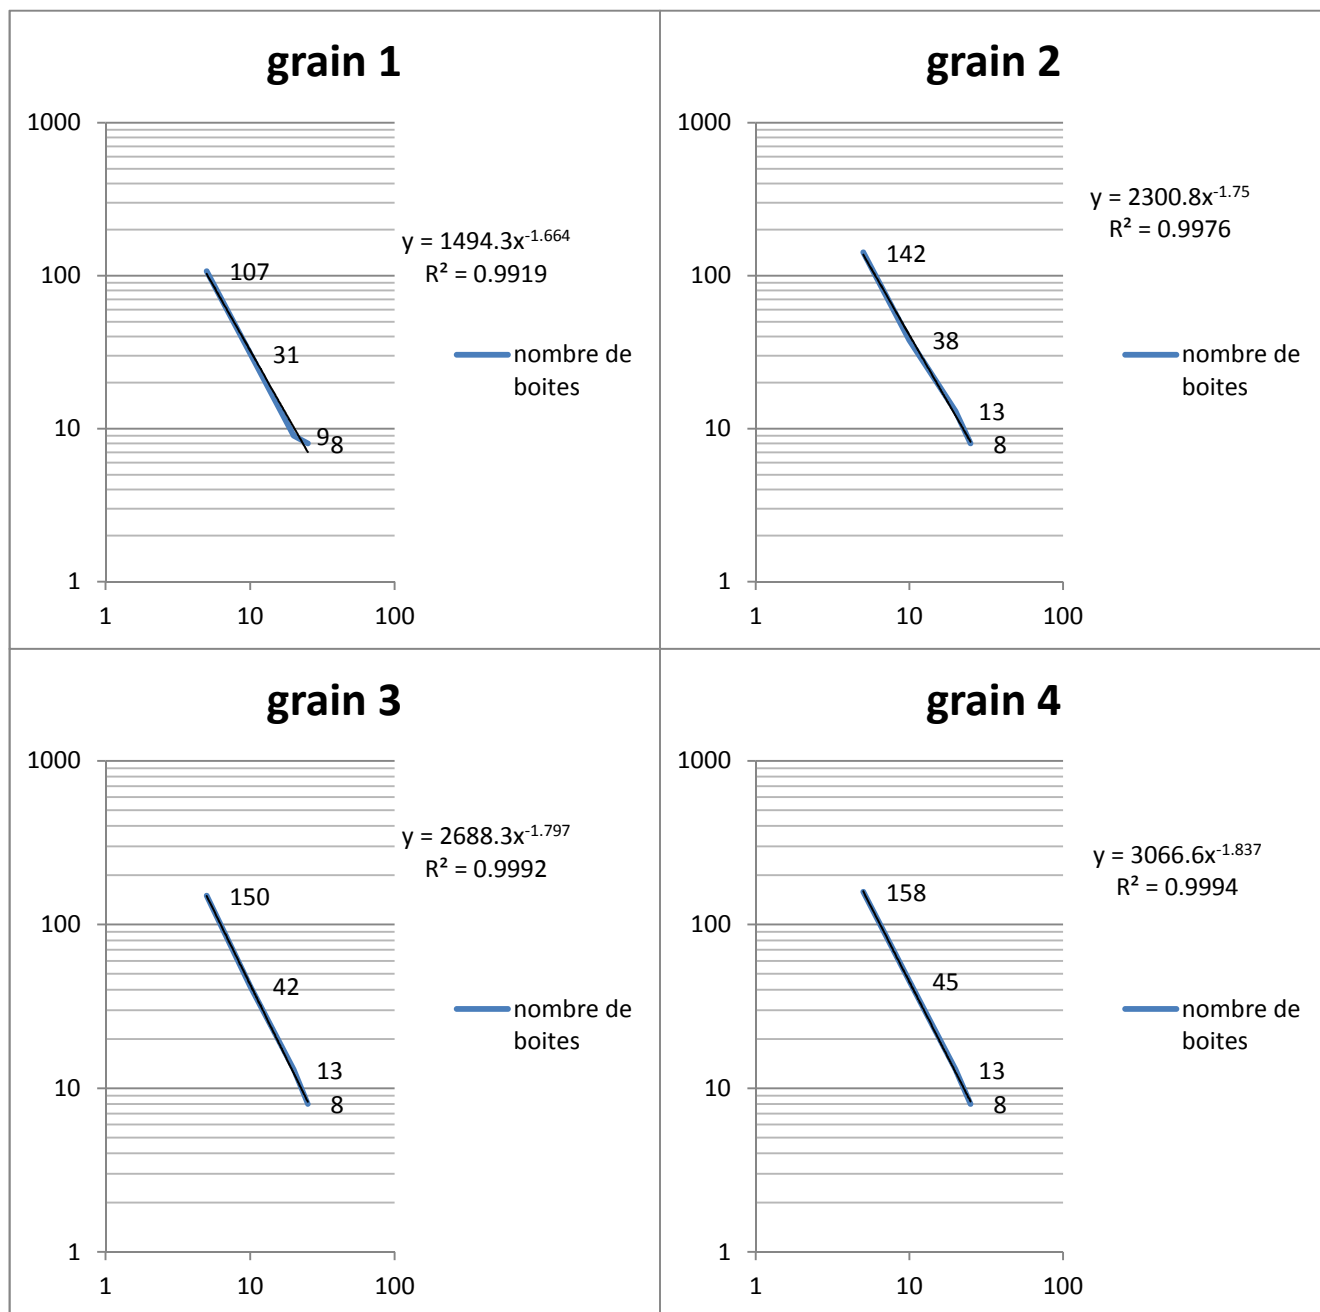 grain 1
1000
100
10
1
1
10
100
107
31
9
8
y = 1494.3x^-1.664
R² = 0.9919
nombre de
boites
grain 2
1000
100
10
1
1
10
100
142
38
13
8
y = 2300.8x^-1.75
R² = 0.9976
nombre de
boites
grain 3
1000
100
10
1
1
10
100
150
42
13
8
y = 2688.3x^-1.797
R² = 0.9992
nombre de
boites
grain 4
1000
100
10
1
1
10
100
158
45
13
8
y = 3066.6x^-1.837
R² = 0.9994
nombre de
boites